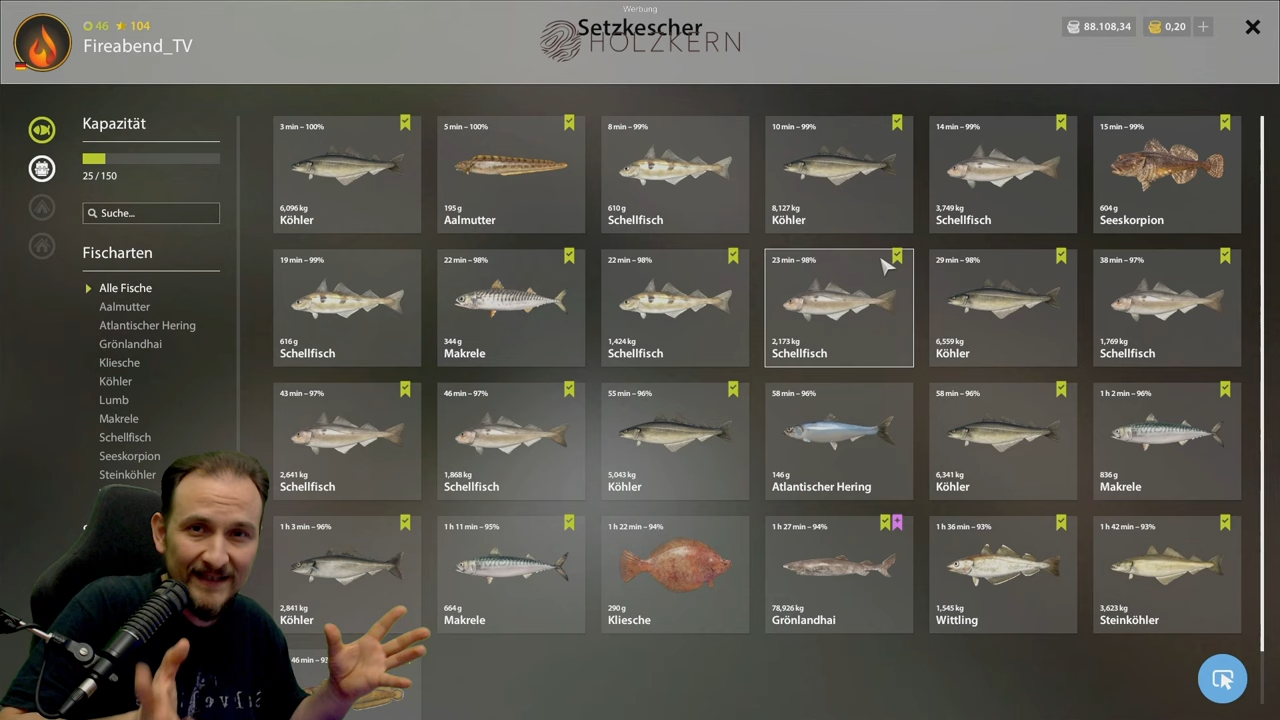 Werbung
46 104
Fireabend_TV
Setzkescher
HOLZKERN
88.108,34
0,20
Kapazität
25 / 150
Suche...
Fischarten
Alle Fische
Aalmutter
Atlantischer Hering
Grönlandhai
Kliesche
Köhler
Lumb
Makrele
Schellfisch
Seeskorpion
Steinköhler
3 min – 100%
6,096 kg
Köhler
5 min – 100%
195 g
Aalmutter
8 min – 99%
610 g
Schellfisch
10 min – 99%
8,127 kg
Köhler
14 min – 99%
3,749 kg
Schellfisch
15 min – 99%
604 g
Seeskorpion
19 min – 99%
616 g
Schellfisch
22 min – 98%
344 g
Makrele
22 min – 98%
1,424 kg
Schellfisch
23 min – 98%
2,173 kg
Schellfisch
29 min – 98%
6,559 kg
Köhler
38 min – 97%
1,769 kg
Schellfisch
43 min – 97%
2,641 kg
Schellfisch
46 min – 97%
1,868 kg
Schellfisch
55 min – 96%
5,043 kg
Köhler
58 min – 96%
146 g
Atlantischer Hering
58 min – 96%
6,341 kg
Köhler
1 h 2 min – 96%
836 g
Makrele
1 h 3 min – 96%
2,841 kg
Köhler
1 h 11 min – 95%
664 g
Makrele
1 h 22 min – 94%
290 g
Kliesche
1 h 27 min – 94%
78,926 kg
Grönlandhai
1 h 36 min – 93%
1,545 kg
Wittling
1 h 42 min – 93%
3,623 kg
Steinköhler
46 min – 93